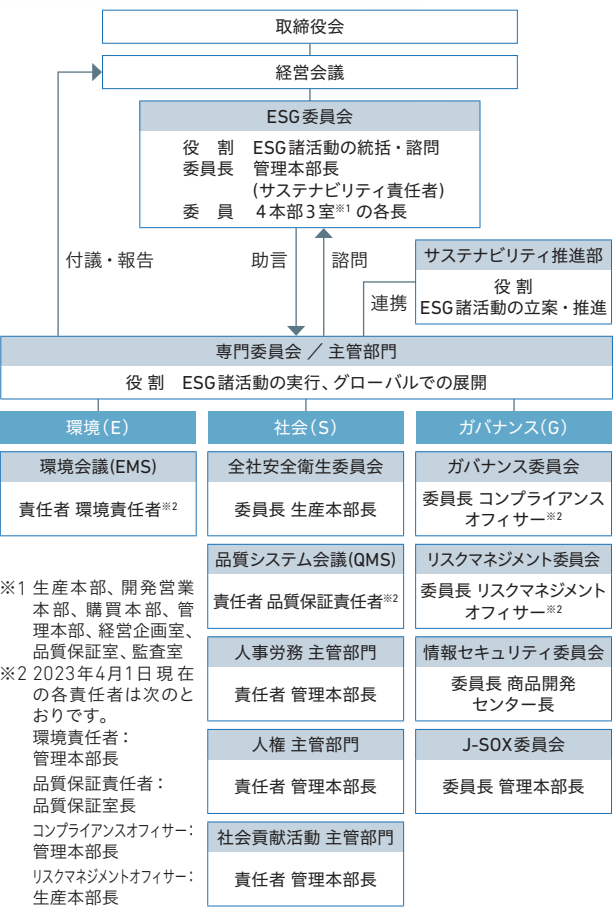 取締役会
経営会議
ESG委員会
役 割 ESG諸活動の統括・諮問
委員長 管理本部長
(サステナビリティ責任者)
委 員 4本部3室※1 の各長
付議・報告
助言
諮問
連携
サステナビリティ推進部
役 割
ESG諸活動の立案・推進
専門委員会 ／ 主管部門
役 割 ESG諸活動の実行、グローバルでの展開
環境(E)
環境会議(EMS)
責任者 環境責任者※2
社会(S)
全社安全衛生委員会
委員長 生産本部長
品質システム会議(QMS)
責任者 品質保証責任者※2
人事労務 主管部門
責任者 管理本部長
人権 主管部門
責任者 管理本部長
社会貢献活動 主管部門
責任者 管理本部長
ガバナンス(G)
ガバナンス委員会
委員長 コンプライアンス
オフィサー※2
リスクマネジメント委員会
委員長 リスクマネジメント
オフィサー※2
情報セキュリティ委員会
委員長 商品開発
センター長
J-SOX委員会
委員長 管理本部長
※1 生産本部、開発営業
本部、購買本部、管
理本部、経営企画室、
品質保証室、監査室
※2 2023年4月1日現在
の各責任者は次のと
おりです。
環境責任者：
管理本部長
品質保証責任者：
品質保証室長
コンプライアンスオフィサー：
管理本部長
リスクマネジメントオフィサー：
生産本部長